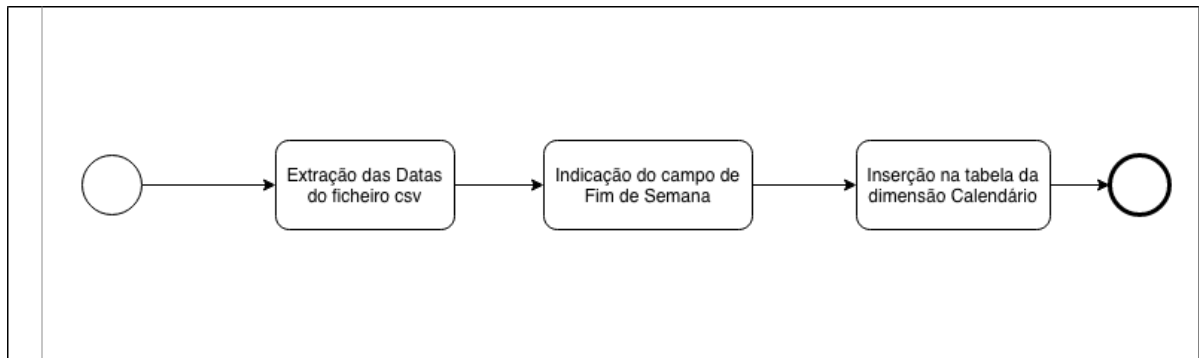 Extração das Datas
do ficheiro csv
Indicação do campo de
Fim de Semana
Inserção na tabela da
dimensão Calendário